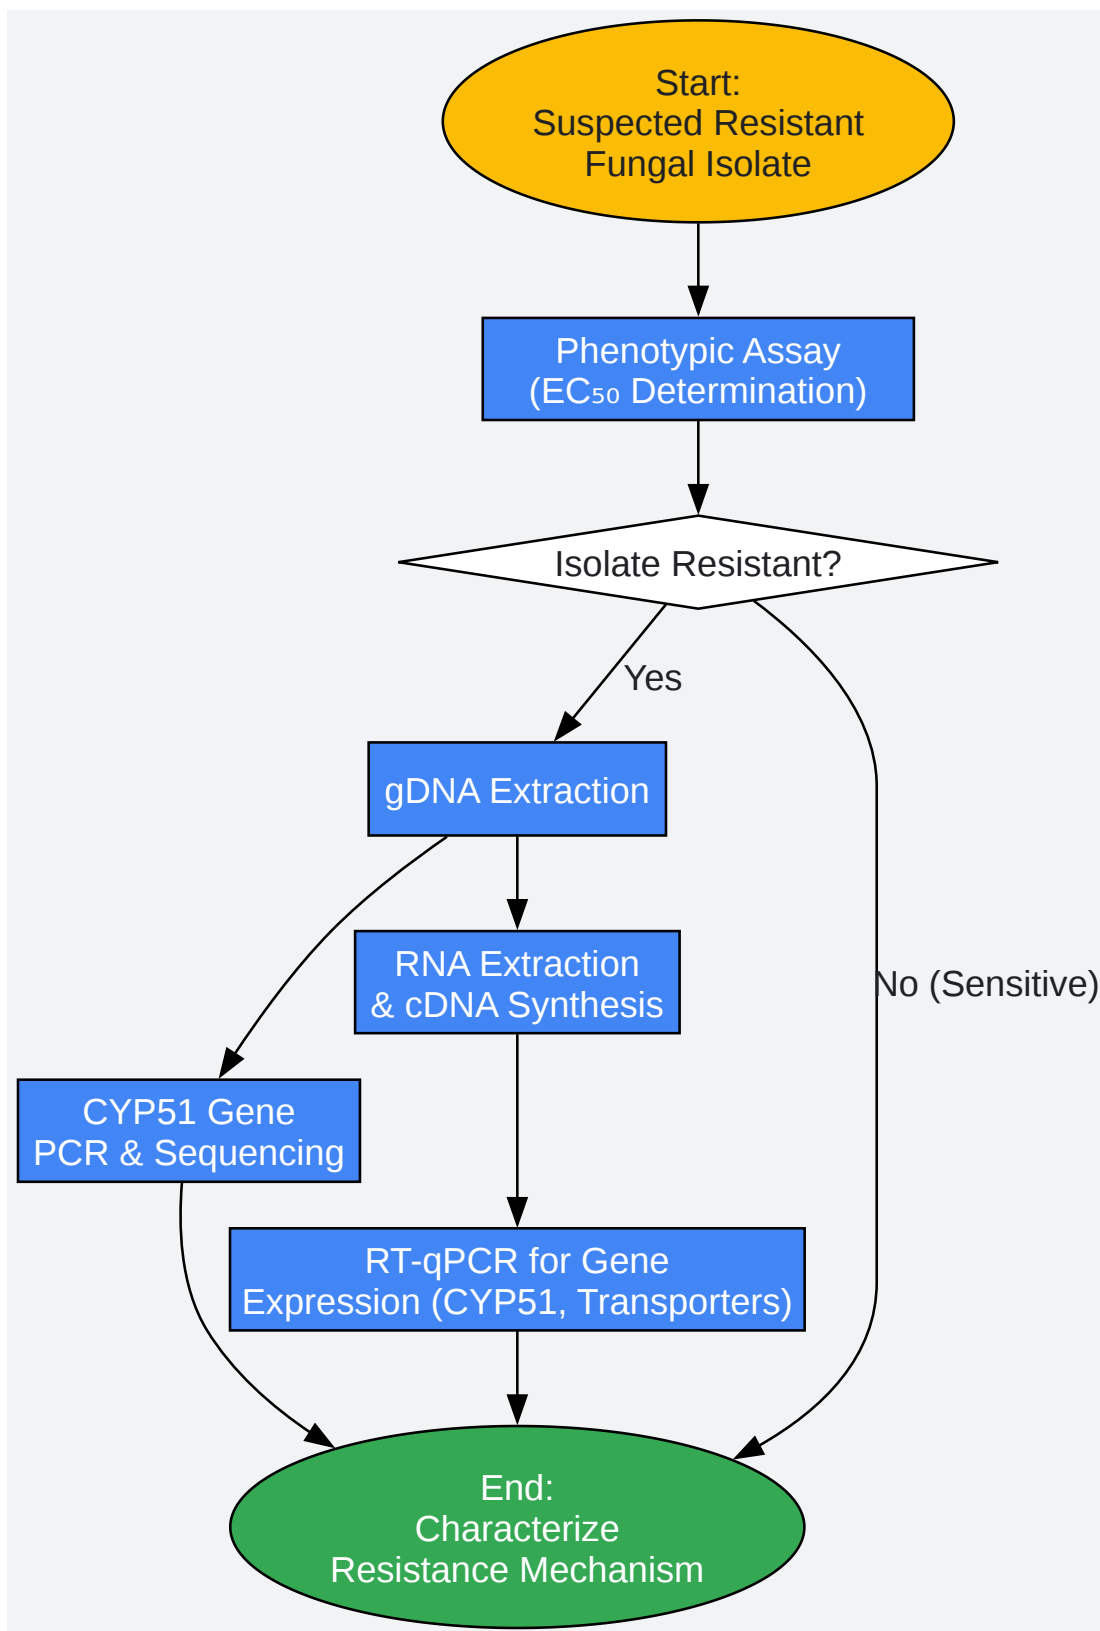 Start:
Suspected Resistant
Fungal Isolate
Phenotypic Assay
(EC₅₀ Determination)
Isolate Resistant?
Yes
gDNA Extraction
RNA Extraction
& cDNA Synthesis
No (Sensitive)
CYP51 Gene
PCR & Sequencing
RT-qPCR for Gene
Expression (CYP51, Transporters)
End:
Characterize
Resistance Mechanism